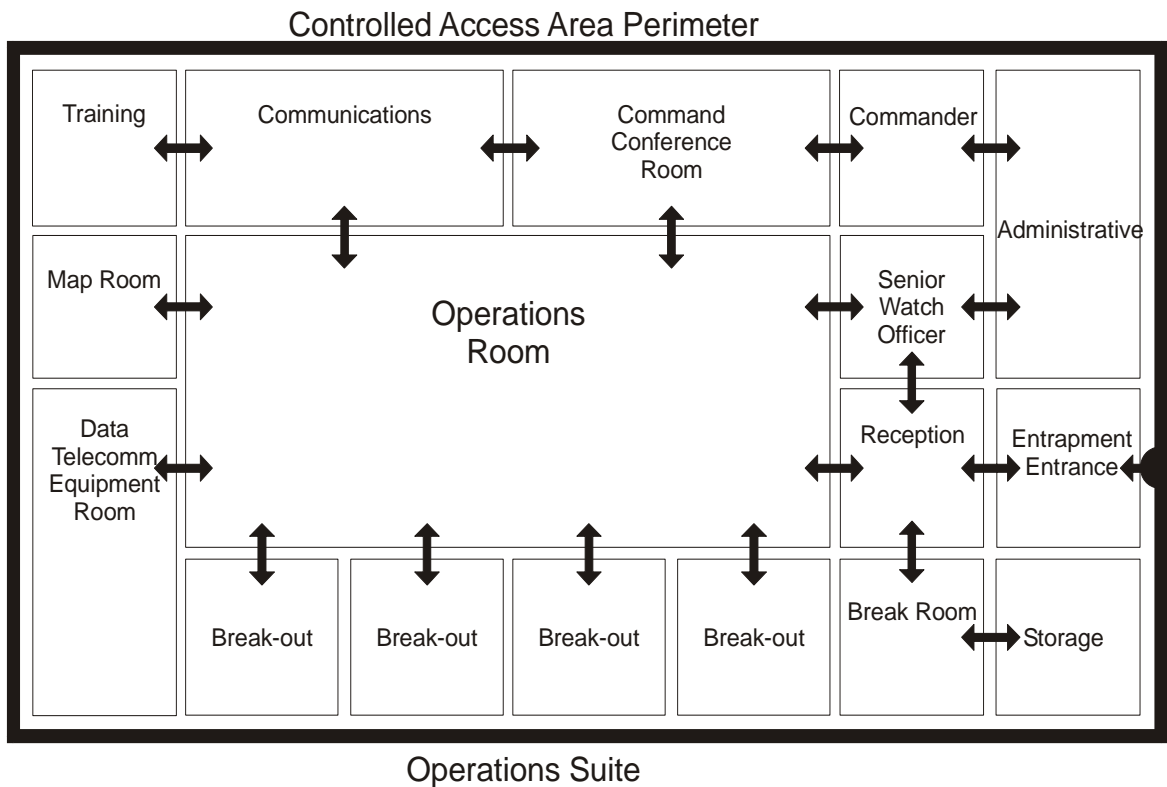 Controlled Access Area Perimeter
Training
Communications
Command
Conference
Room
Commander
Administrative
Map Room
Operations
Room
Senior
Watch
Officer
Data
Telecomm
Equipment
Room
Reception
Entrapment
Entrance
Break-out
Break-out
Break-out
Break-out
Break Room
Storage
Operations Suite